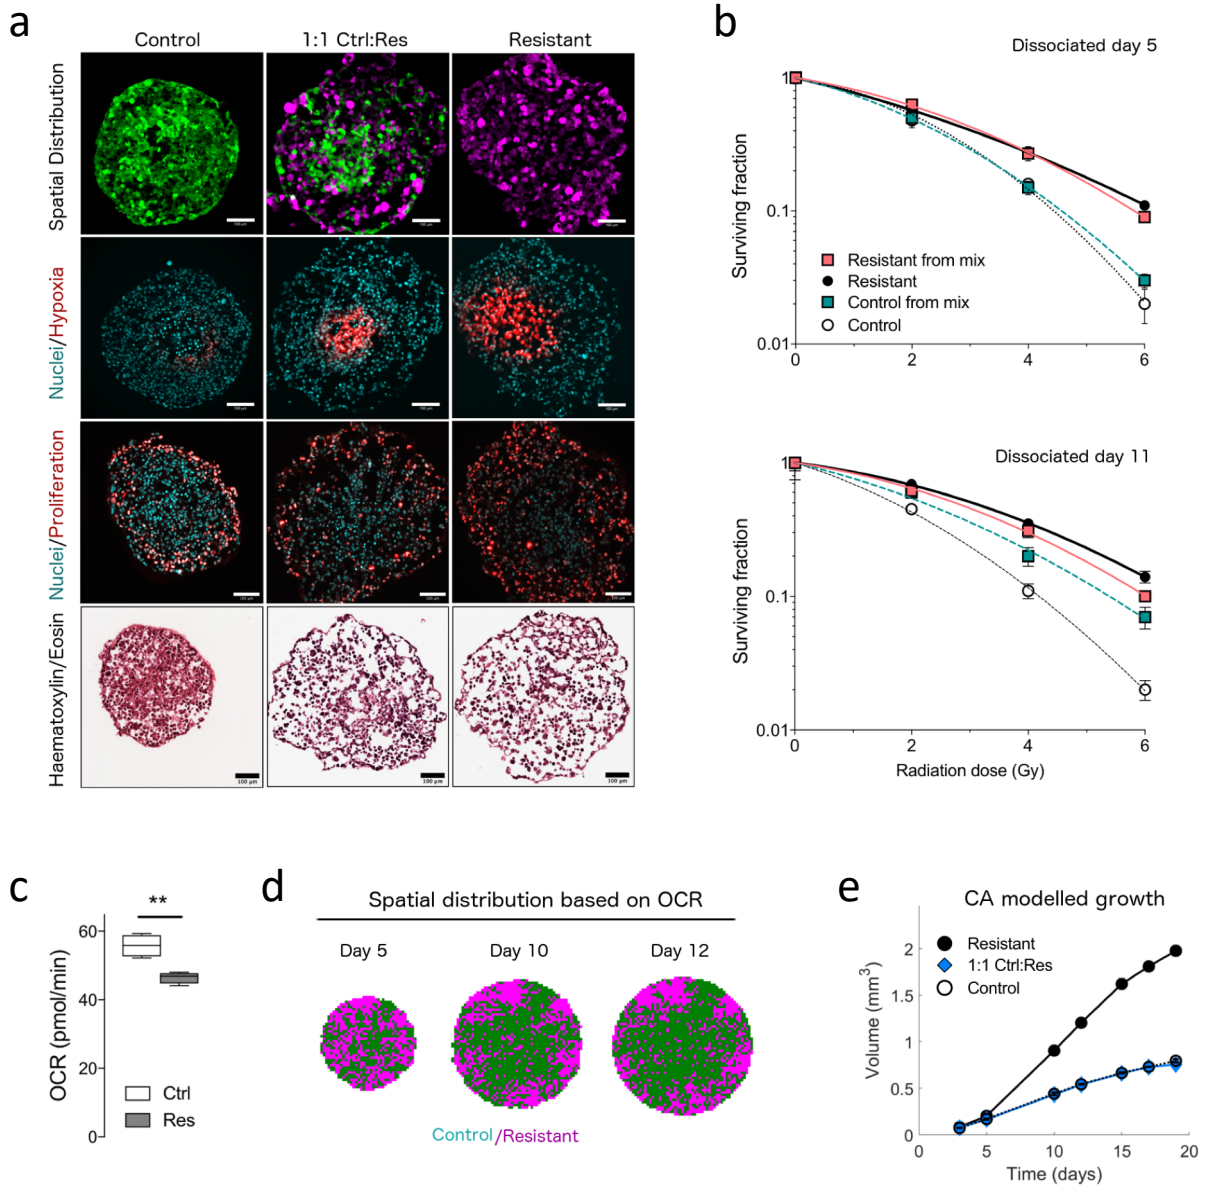 a
Control
1:1 Ctrl:Res
Resistant
Spatial Distribution
Nuclei/Hypoxia
Nuclei/Proliferation
Haematoxylin/Eosin
100 µm
100 µm
100 µm
b
Dissociated day 5
Surviving fraction
1
0.1
0.01
Resistant from mix
Resistant
Control from mix
Control
0
2
4
6
Dissociated day 11
Surviving fraction
1
0.1
0.01
0
2
4
6
Radiation dose (Gy)
c
**
OCR (pmol/min)
60
40
20
0
Ctrl
Res
d
Spatial distribution based on OCR
Day 5
Day 10
Day 12
Control/Resistant
e
CA modelled growth
Resistant
1:1 Ctrl:Res
Control
Volume (mm³)
2
1.5
1
0.5
0
0
5
10
15
20
Time (days)